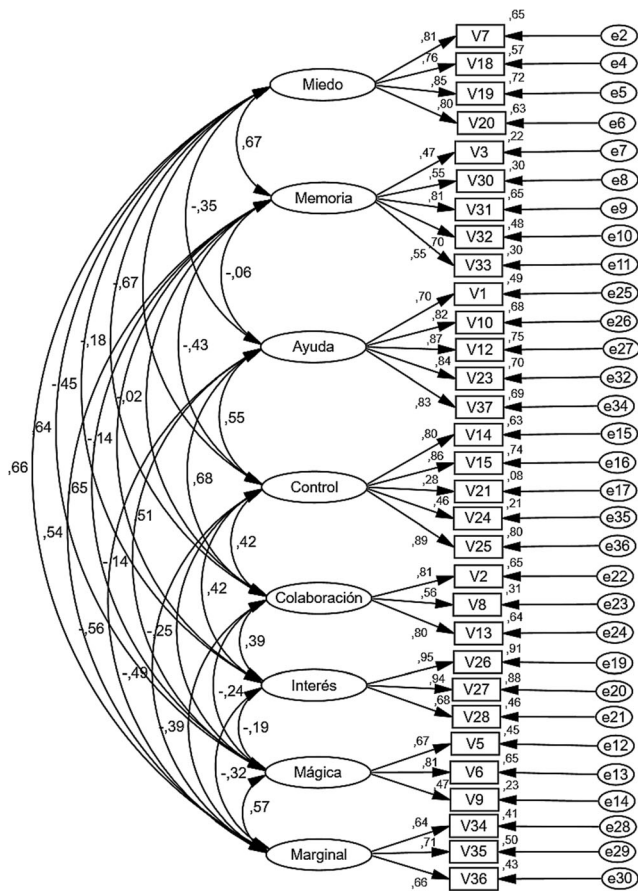 ,65
,81 V7 e2
,57
,76 V18 e4
Miedo ,72
,85 V19 e5
,63
,80 V20 e6
,22
,67 ,47 V3 e7
,30
,55 V30 e8
Memoria ,65
,81 V31 e9
,48
,70 V32 e10
,30
,55 V33 e11
-,35 -,06
,49
,70 V1 e25
,68
,82 V10 e26
Ayuda ,75
,87 V12 e27
,70
,84 V23 e32
,69
,83 V37 e34
-,67 -,43
-,18
,63
,80 V14 e15
,74
,86 V15 e16
Control ,08
,28 V21 e17
,21
,46 V24 e35
,80
,89 V25 e36
-,45 -,02 ,55
,64 -,14
,66 ,65 ,68
,65
,81 V2 e22
,31
Colaboración ,56 V8 e23
,64
,80 V13 e24
,54 ,51 ,42
-,14 ,42
,91
,95 V26 e19
,88
Interés ,94 V27 e20
,46
,68 V28 e21
-,56 -,25 ,39
-,49 -,24
,45
,67 V5 e12
,65
Mágica ,81 V6 e13
,23
,47 V9 e14
-,39 -,19
-,32
,41
,64 V34 e28
,50
Marginal ,71 V35 e29
,43
,66 V36 e30
,57